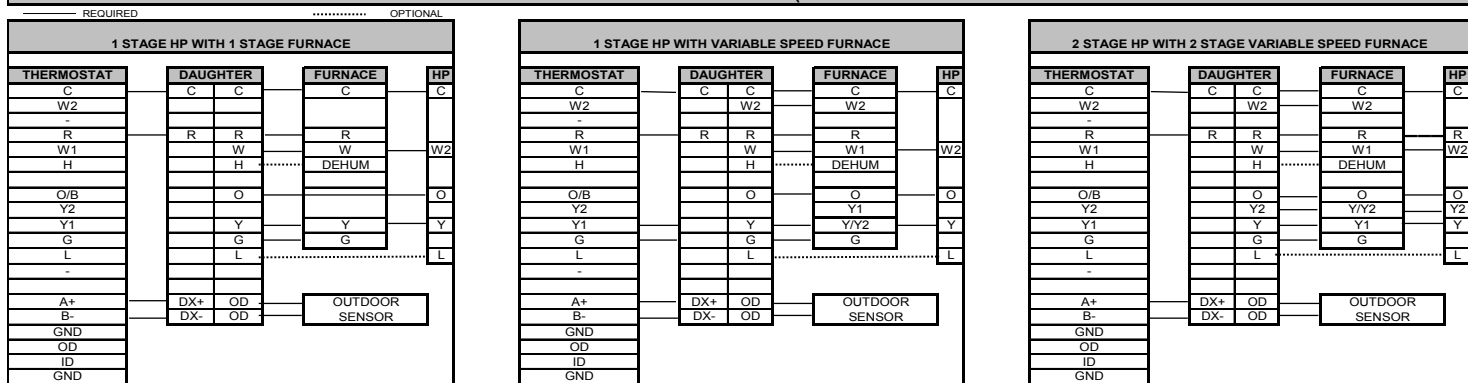 REQUIRED OPTIONAL
1 STAGE HP WITH 1 STAGE FURNACE
THERMOSTAT DAUGHTER FURNACE HP
C C C C C
W2
-
R R R R
W1 W W W2
H H DEHUM
O/B O O
Y2
Y1 Y Y Y
G G G
L L L
-
A+ DX+ OD OUTDOOR
B- DX- OD SENSOR
GND
OD
ID
GND
1 STAGE HP WITH VARIABLE SPEED FURNACE
THERMOSTAT DAUGHTER FURNACE HP
C C C C C
W2 W2 W2
-
R R R R
W1 W W1 W2
H H DEHUM
O/B O O O
Y2 Y1
Y1 Y Y/Y2 Y
G G G
L L L
-
A+ DX+ OD OUTDOOR
B- DX- OD SENSOR
GND
OD
ID
GND
2 STAGE HP WITH 2 STAGE VARIABLE SPEED FURNACE
THERMOSTAT DAUGHTER FURNACE HP
C C C C C
W2 W2 W2
-
R R R R R
W1 W W1 W2
H H DEHUM
O/B O O O
Y2 Y2 Y/Y2 Y2
Y1 Y Y1 Y
G G G
L L L
-
A+ DX+ OD OUTDOOR
B- DX- OD SENSOR
GND
OD
ID
GND